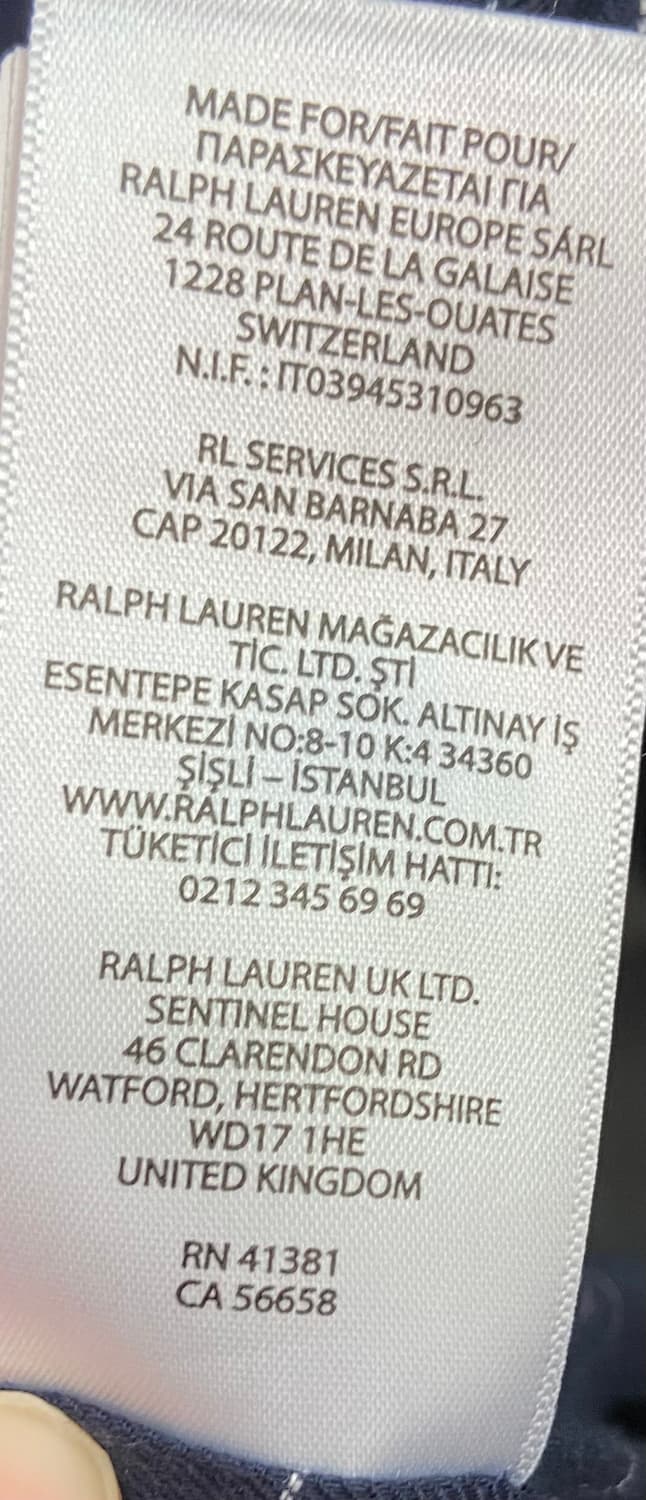 MADE FOR/FAIT POUR/
ΠΑΡΑΣΚΕΥΑΖΕΤΑΙ ΓΙΑ
RALPH LAUREN EUROPE SÁRL
24 ROUTE DE LA GALAISE
1228 PLAN-LES-OUATES
SWITZERLAND
N.I.F. : IT03945310963
RL SERVICES S.R.L.
VIA SAN BARNABA 27
CAP 20122, MILAN, ITALY
RALPH LAUREN MAĞAZACILIK VE
TİC. LTD. ŞTİ
ESENTEPE KASAP SOK. ALTINAY İŞ
MERKEZİ NO:8-10 K:4 34360
ŞİŞLİ – İSTANBUL
WWW.RALPHLAUREN.COM.TR
TÜKETİCİ İLETİŞİM HATTI:
0212 345 69 69
RALPH LAUREN UK LTD.
SENTINEL HOUSE
46 CLARENDON RD
WATFORD, HERTFORDSHIRE
WD17 1HE
UNITED KINGDOM
RN 41381
CA 56658